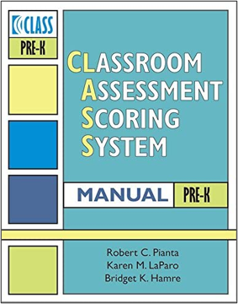 CLASS
PRE-K
CLASSROOM
ASSESSMENT
SCORING
SYSTEM
MANUAL PRE-K
Robert C. Pianta
Karen M. LaParo
Bridget K. Hamre